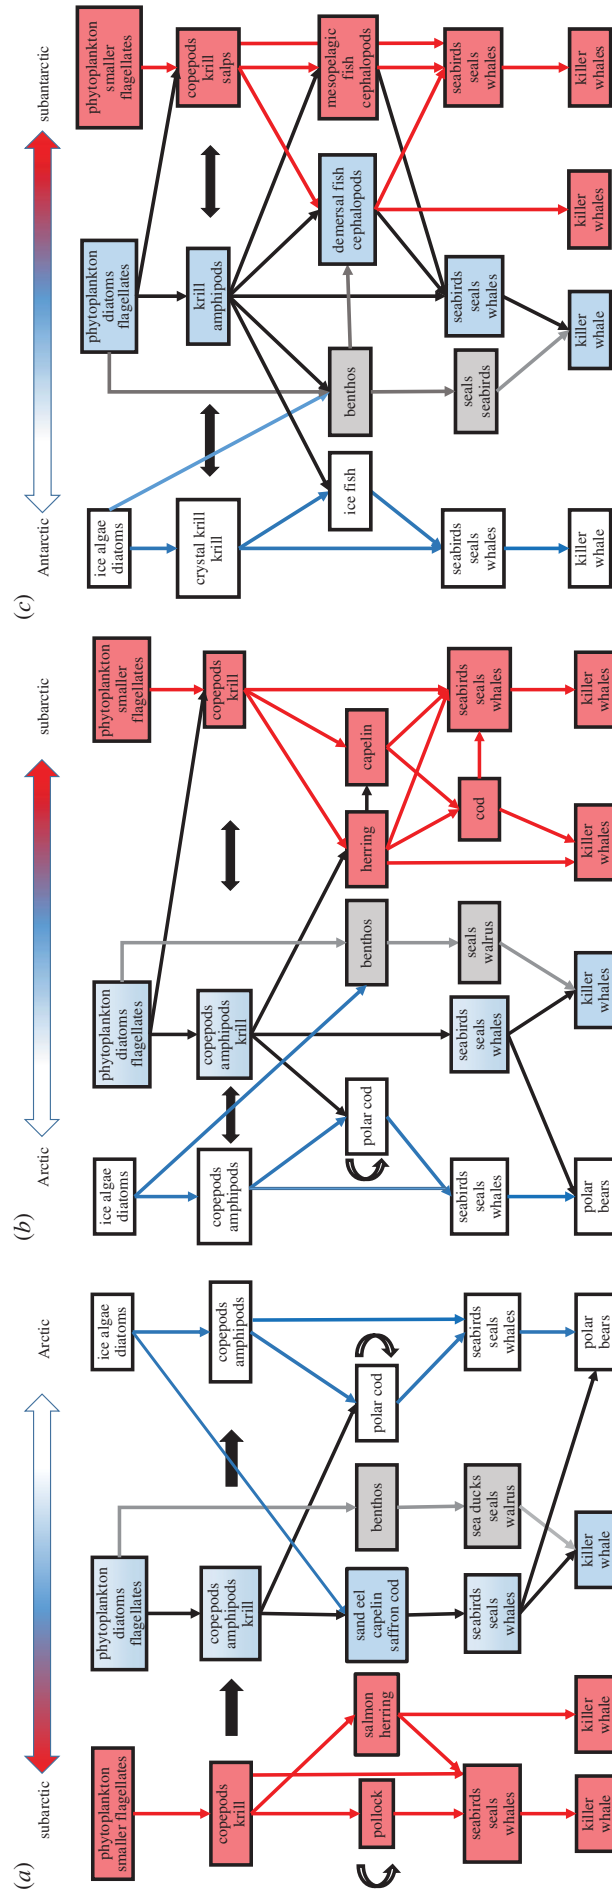 (a)
subarctic
Arctic
phytoplankton
smaller flagellates
phytoplankton
diatoms
flagellates
ice algae
diatoms
copepods
krill
copepods
amphipods
krill
copepods
amphipods
pollock
salmon
herring
sand eel
capelin
saffron cod
benthos
polar cod
seabirds
seals
whales
seabirds
seals
whales
sea ducks
seals
walrus
seabirds
seals
whales
killer
whale
killer
whale
killer
whale
polar
bears
(b)
Arctic
subarctic
ice algae
diatoms
phytoplankton
diatoms
flagellates
phytoplankton
smaller
flagellates
copepods
amphipods
copepods
amphipods
krill
copepods
krill
polar cod
benthos
herring
capelin
seabirds
seals
whales
seabirds
seals
whales
seals
walrus
cod
seabirds
seals
whales
polar
bears
killer
whales
killer
whales
killer
whales
(c)
Antarctic
subantarctic
ice algae
diatoms
phytoplankton
diatoms
flagellates
phytoplankton
smaller
flagellates
crystal krill
krill
krill
amphipods
copepods
krill
salps
ice fish
benthos
demersal fish
cephalopods
mesopelagic
fish
cephalopods
seabirds
seals
whales
seals
seabirds
seabirds
seals
whales
seabirds
seals
whales
killer
whale
killer
whale
killer
whales
killer
whales